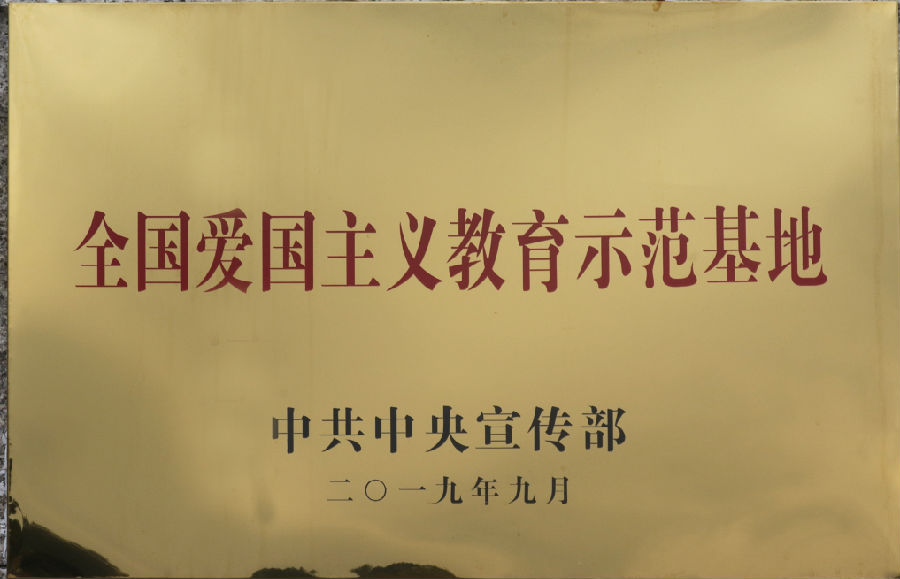 全国爱国主义教育示范基地
中共中央宣传部
二〇一九年九月